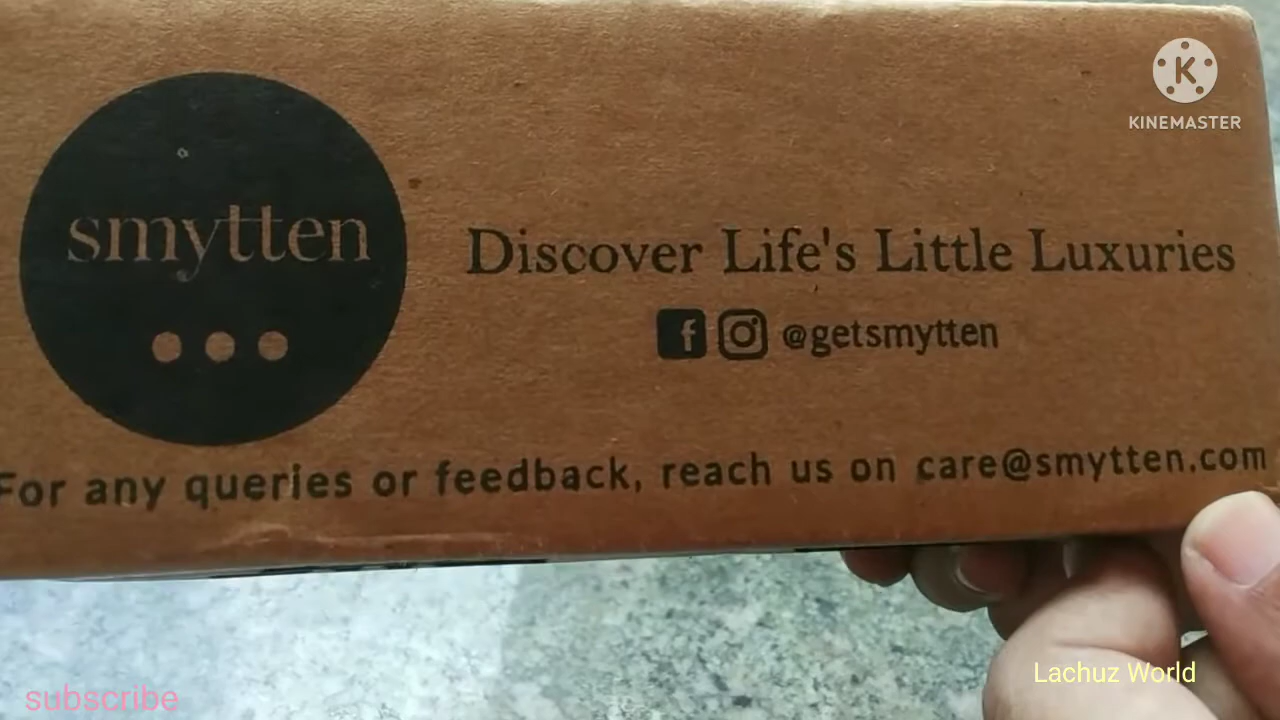 KINEMASTER
smytten
Discover Life's Little Luxuries
@getsmytten
For any queries or feedback, reach us on care@smytten.com
Lachuz World
subscribe